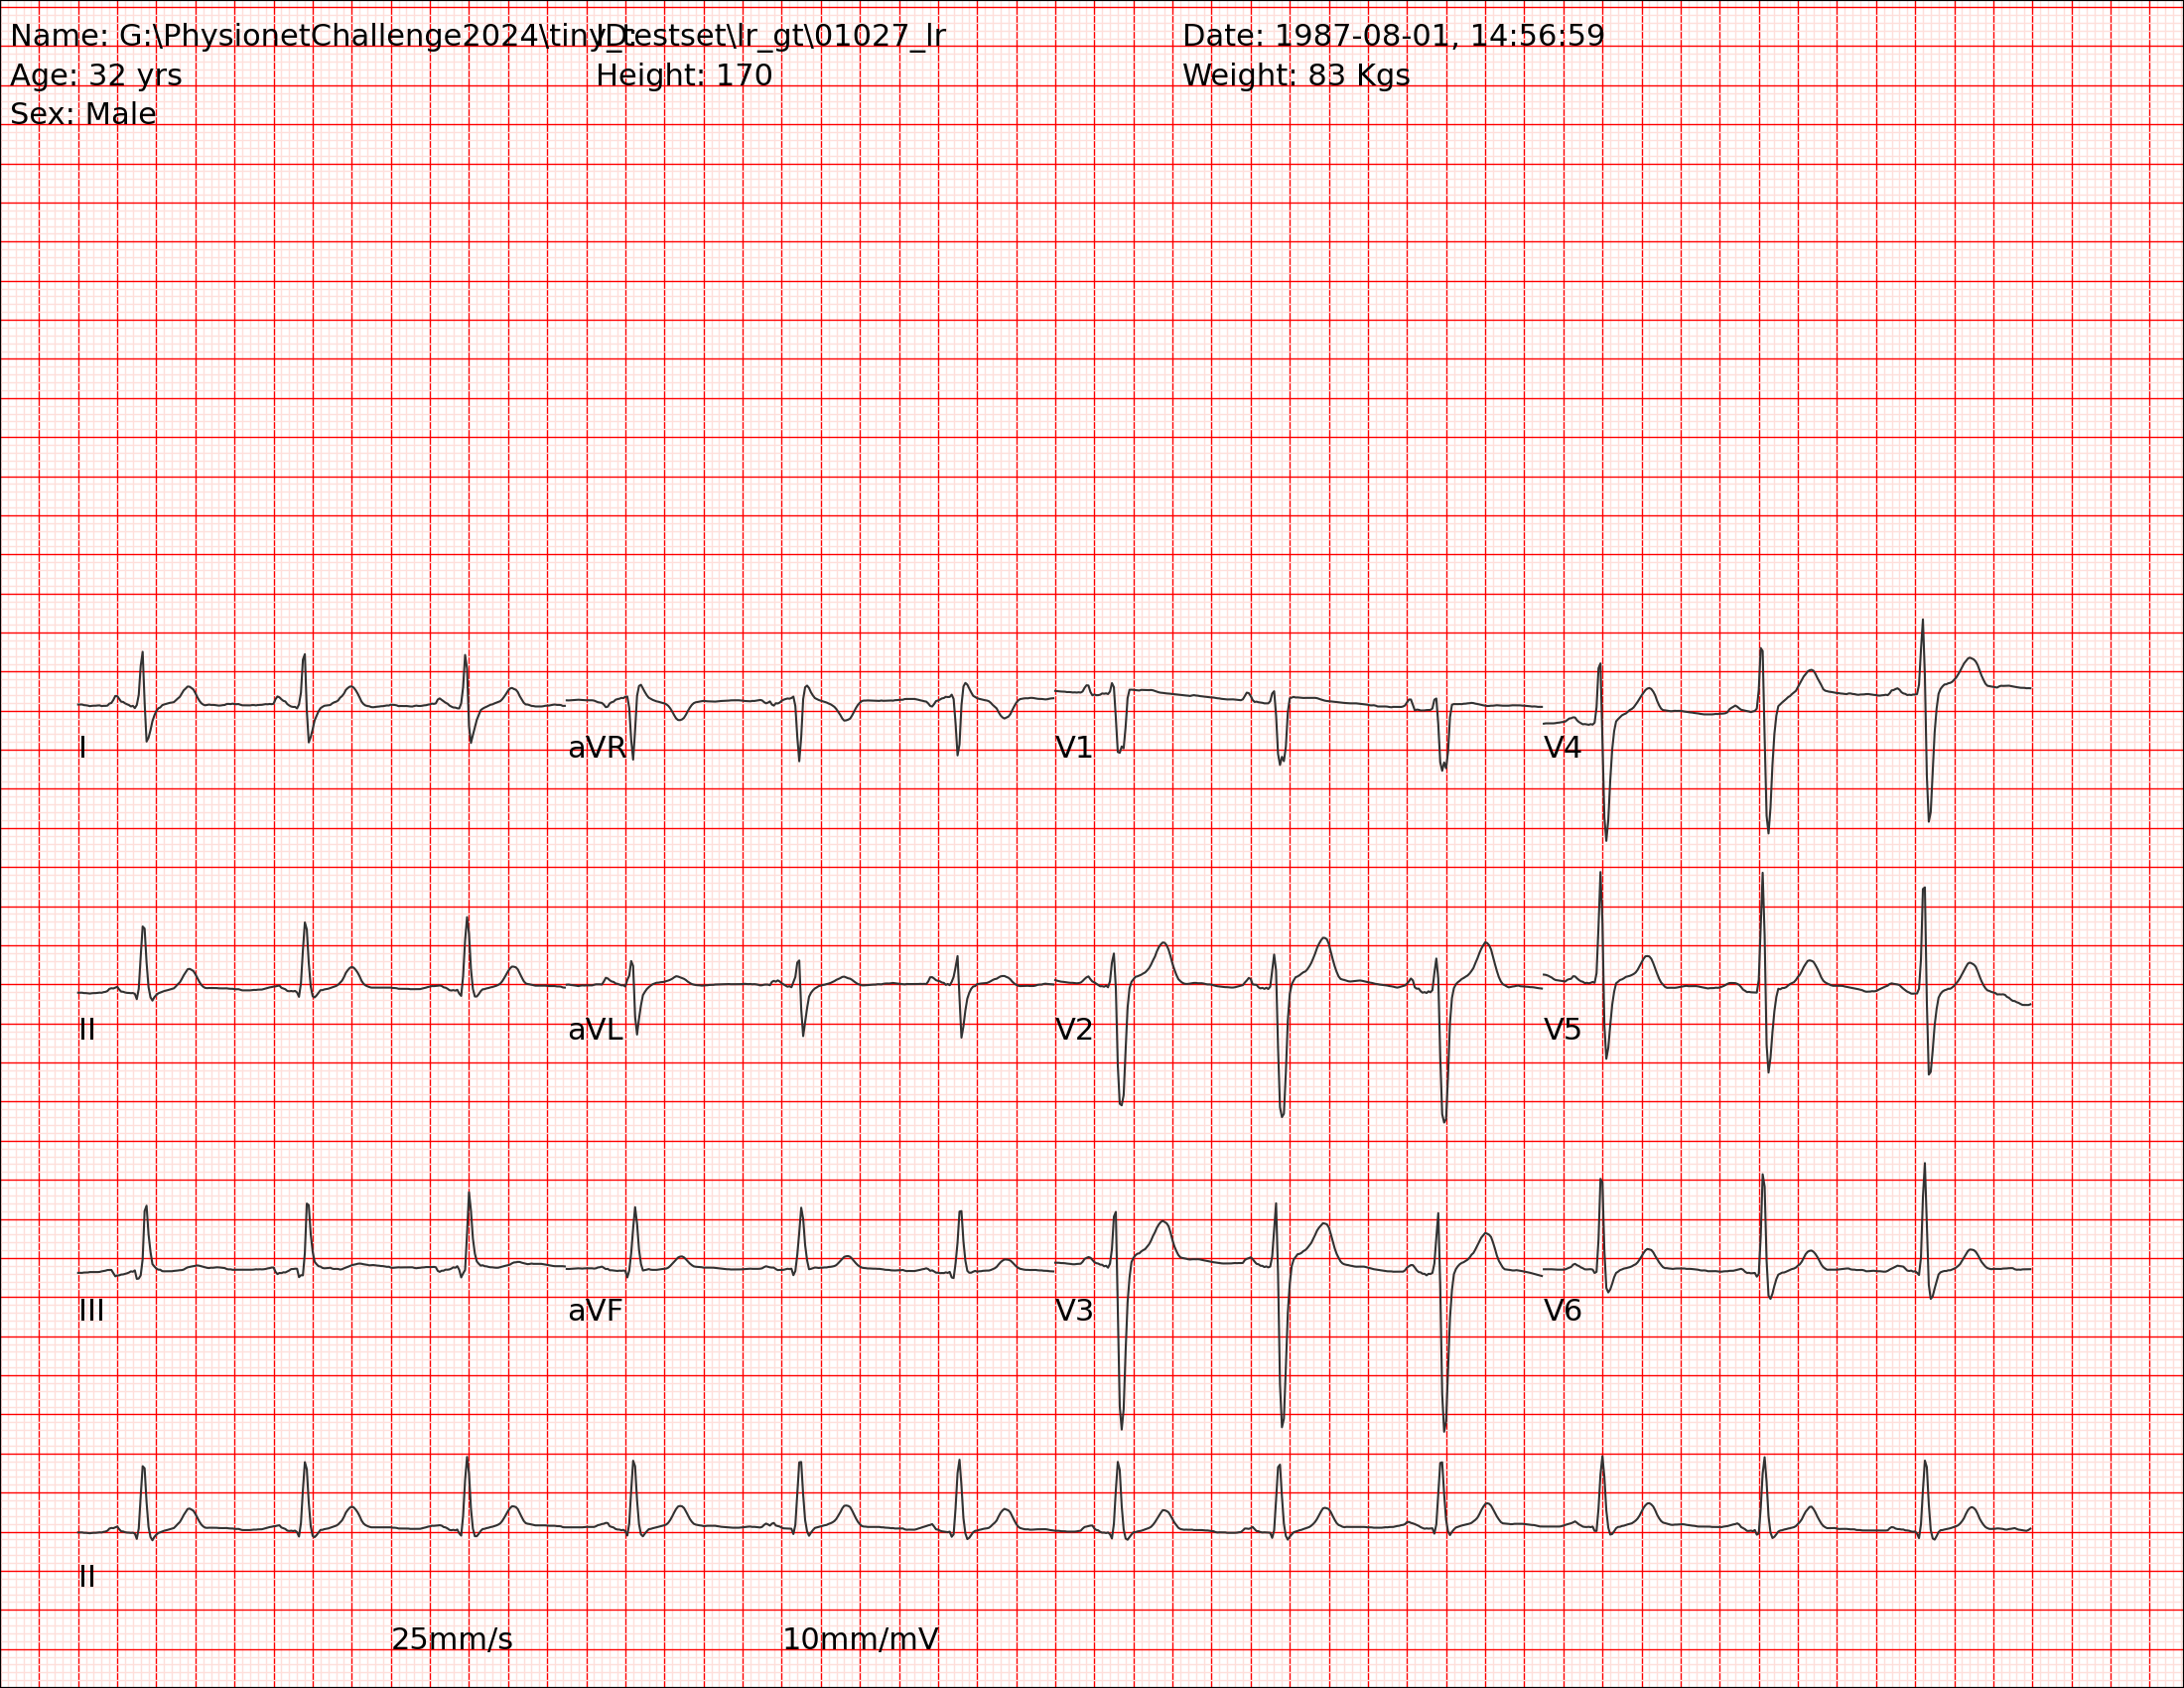 Name: G:\PhysionetChallenge2024\tiny_testset\lr_gt\01027_lr ID: Date: 1987-08-01, 14:56:59
Age: 32 yrs Height: 170 Weight: 83 Kgs
Sex: Male
I aVR V1 V4
II aVL V2 V5
III aVF V3 V6
II
25mm/s 10mm/mV